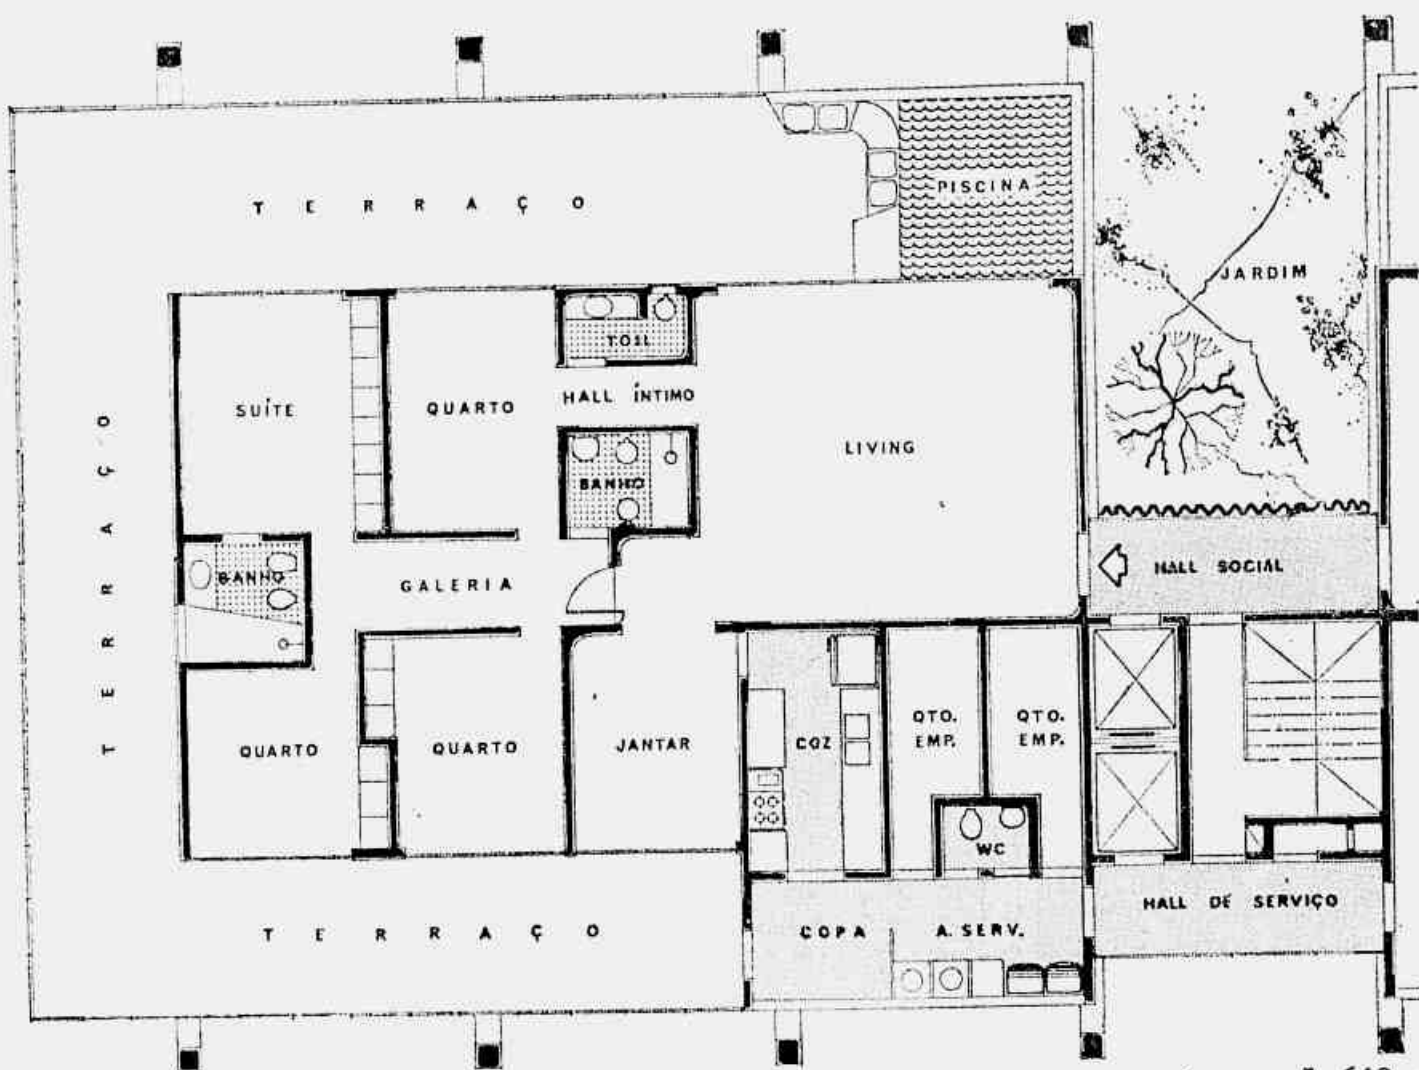 TERRAÇO
PISCINA
JARDIM
TERRAÇO
SUÍTE
QUARTO
TOIL
HALL ÍNTIMO
BANHO
LIVING
BANHO
GALERIA
HALL SOCIAL
QUARTO
QUARTO
JANTAR
COZ
QTO.
EMP.
QTO.
EMP.
WC
TERRAÇO
COPA
A. SERV.
HALL DE SERVIÇO